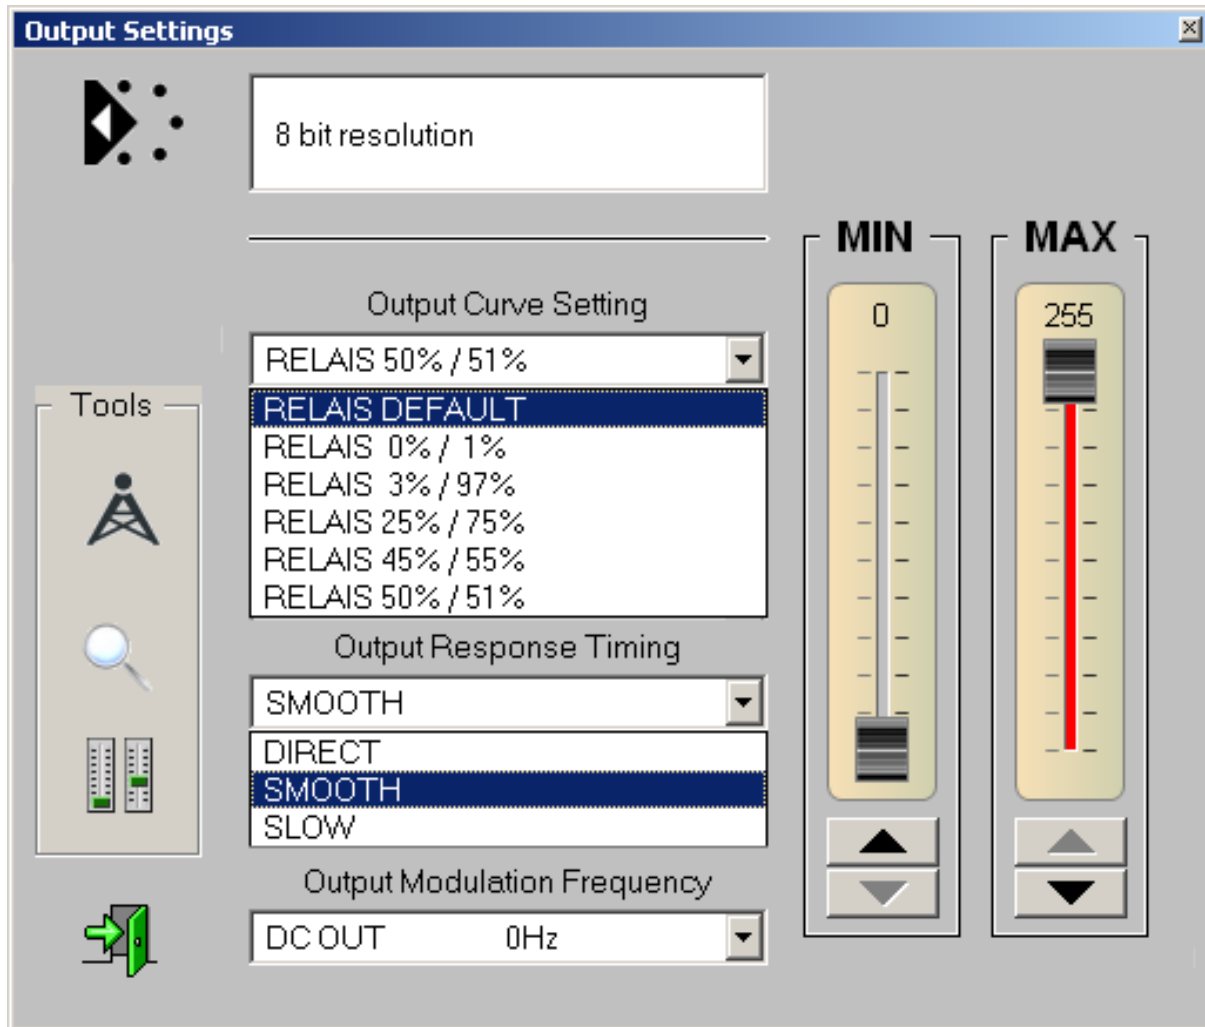 Output Settings
8 bit resolution
Output Curve Setting
RELAIS 50% / 51%
RELAIS DEFAULT
RELAIS  0% /  1%
RELAIS  3% / 97%
RELAIS 25% / 75%
RELAIS 45% / 55%
RELAIS 50% / 51%
Output Response Timing
SMOOTH
DIRECT
SMOOTH
SLOW
Output Modulation Frequency
DC OUT 0Hz
Tools
MIN
0
MAX
255